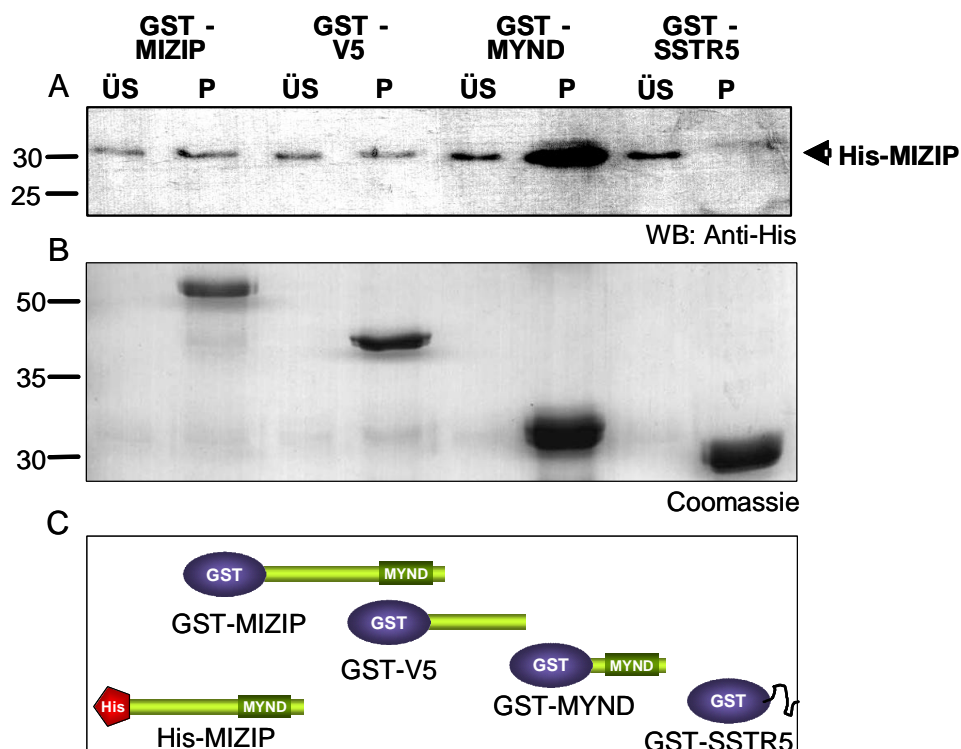 GST - MIZIP GST - V5 GST - MYND GST - SSTR5
A ÜS P ÜS P ÜS P ÜS P
30
25
His-MIZIP
WB: Anti-His
B
50
35
30
Coomassie
C
GST MYND
GST-MIZIP
GST
GST-V5
GST MYND
GST-MYND
GST
GST-SSTR5
His MYND
His-MIZIP